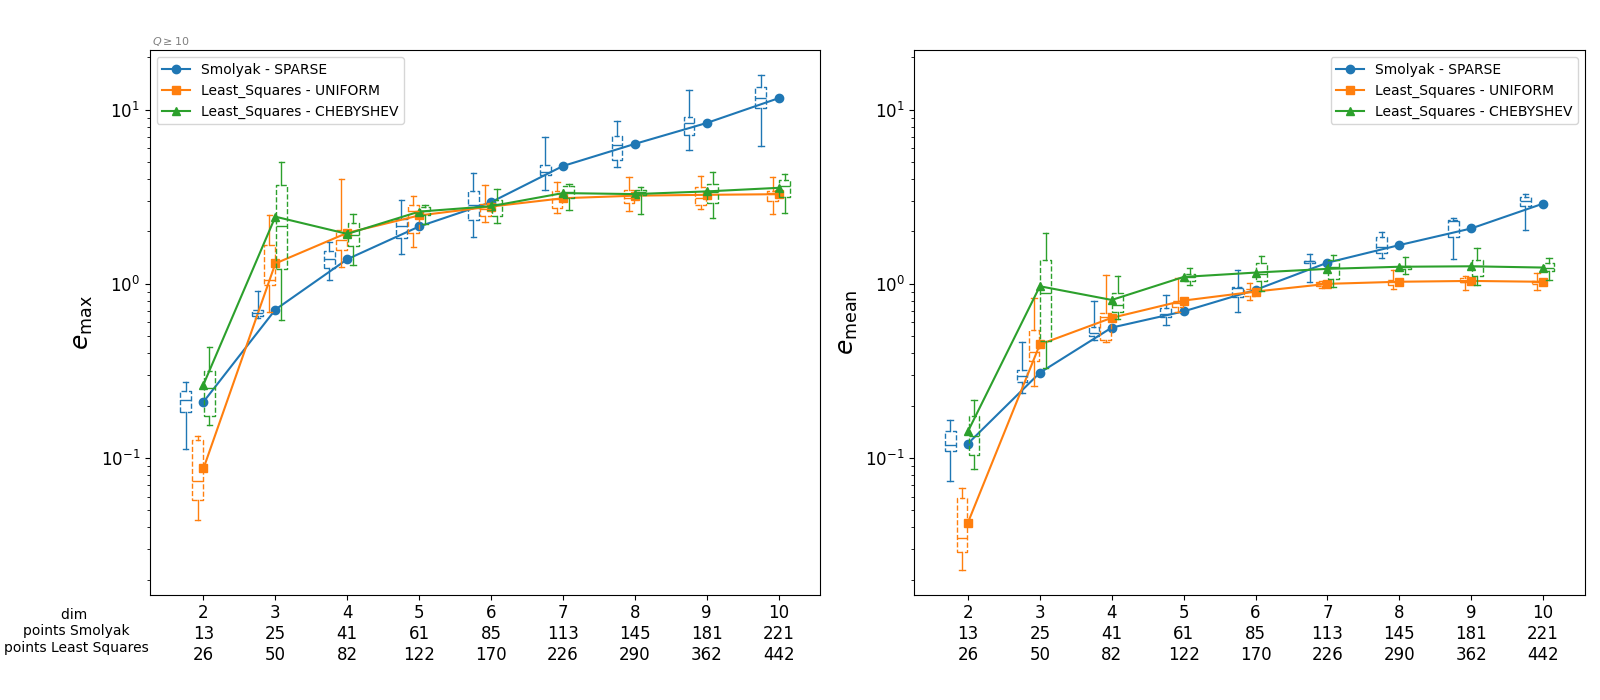 Q ≥ 10
Smolyak - SPARSE
Least_Squares - UNIFORM
Least_Squares - CHEBYSHEV
10¹
10⁰
10⁻¹
e_max
2 3 4 5 6 7 8 9 10
13 25 41 61 85 113 145 181 221
26 50 82 122 170 226 290 362 442
dim
points Smolyak
points Least Squares
Smolyak - SPARSE
Least_Squares - UNIFORM
Least_Squares - CHEBYSHEV
10¹
10⁰
10⁻¹
e_mean
2 3 4 5 6 7 8 9 10
13 25 41 61 85 113 145 181 221
26 50 82 122 170 226 290 362 442